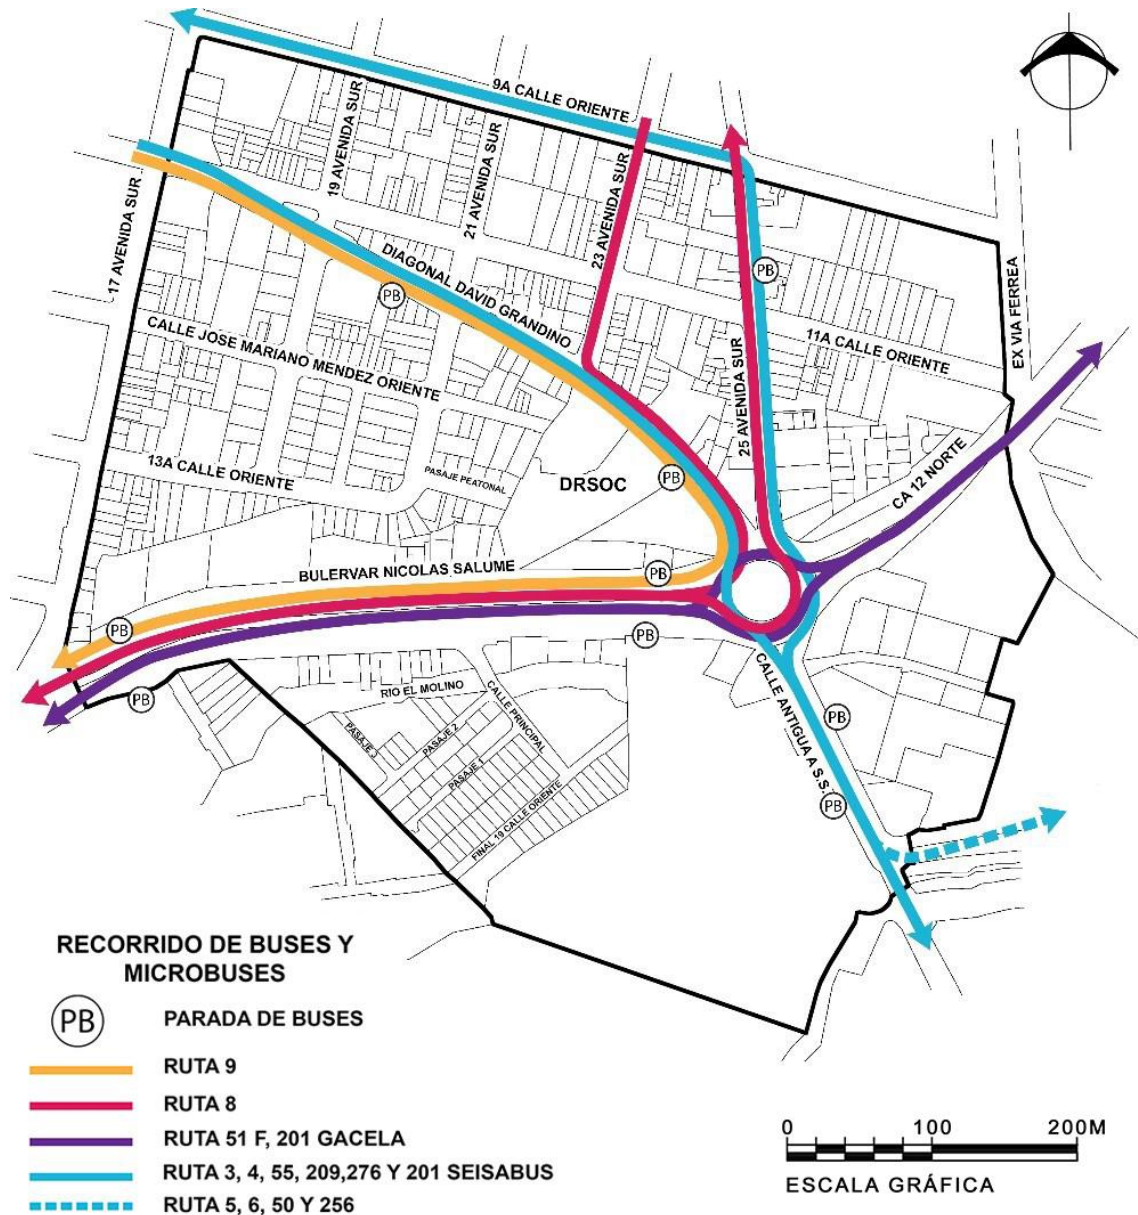 9A CALLE ORIENTE
19 AVENIDA SUR
21 AVENIDA SUR
23 AVENIDA SUR
17 AVENIDA SUR
PB
DIAGONAL DAVID GRANDINO
PB
EX VIA FERREA
CALLE JOSE MARIANO MENDEZ ORIENTE
11A CALLE ORIENTE
25 AVENIDA SUR
13A CALLE ORIENTE
PASAJE PEATONAL
PB
DRSOC
CA 12 NORTE
BULERVAR NICOLAS SALUME
PB
PB
PB
PB
RIO EL MOLINO
CALLE PRINCIPAL
CALLE ANTIGUA A S.S.
PB
PASAJE 3
PASAJE 2
PASAJE 1
FINAL 19 CALLE ORIENTE
PB
RECORRIDO DE BUSES Y
MICROBUSES
PB PARADA DE BUSES
RUTA 9
RUTA 8
RUTA 51 F, 201 GACELA
RUTA 3, 4, 55, 209,276 Y 201 SEISABUS
RUTA 5, 6, 50 Y 256
0 100 200M
ESCALA GRÁFICA